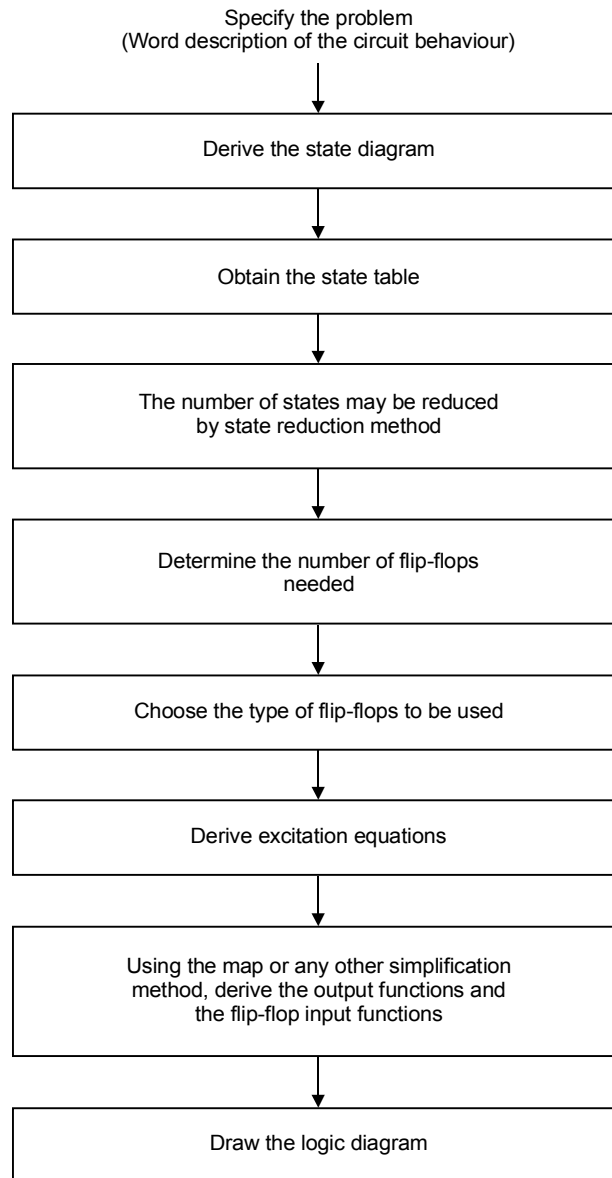 Specify the problem
(Word description of the circuit behaviour)
Derive the state diagram
Obtain the state table
The number of states may be reduced
by state reduction method
Determine the number of flip-flops
needed
Choose the type of flip-flops to be used
Derive excitation equations
Using the map or any other simplification
method, derive the output functions and
the flip-flop input functions
Draw the logic diagram